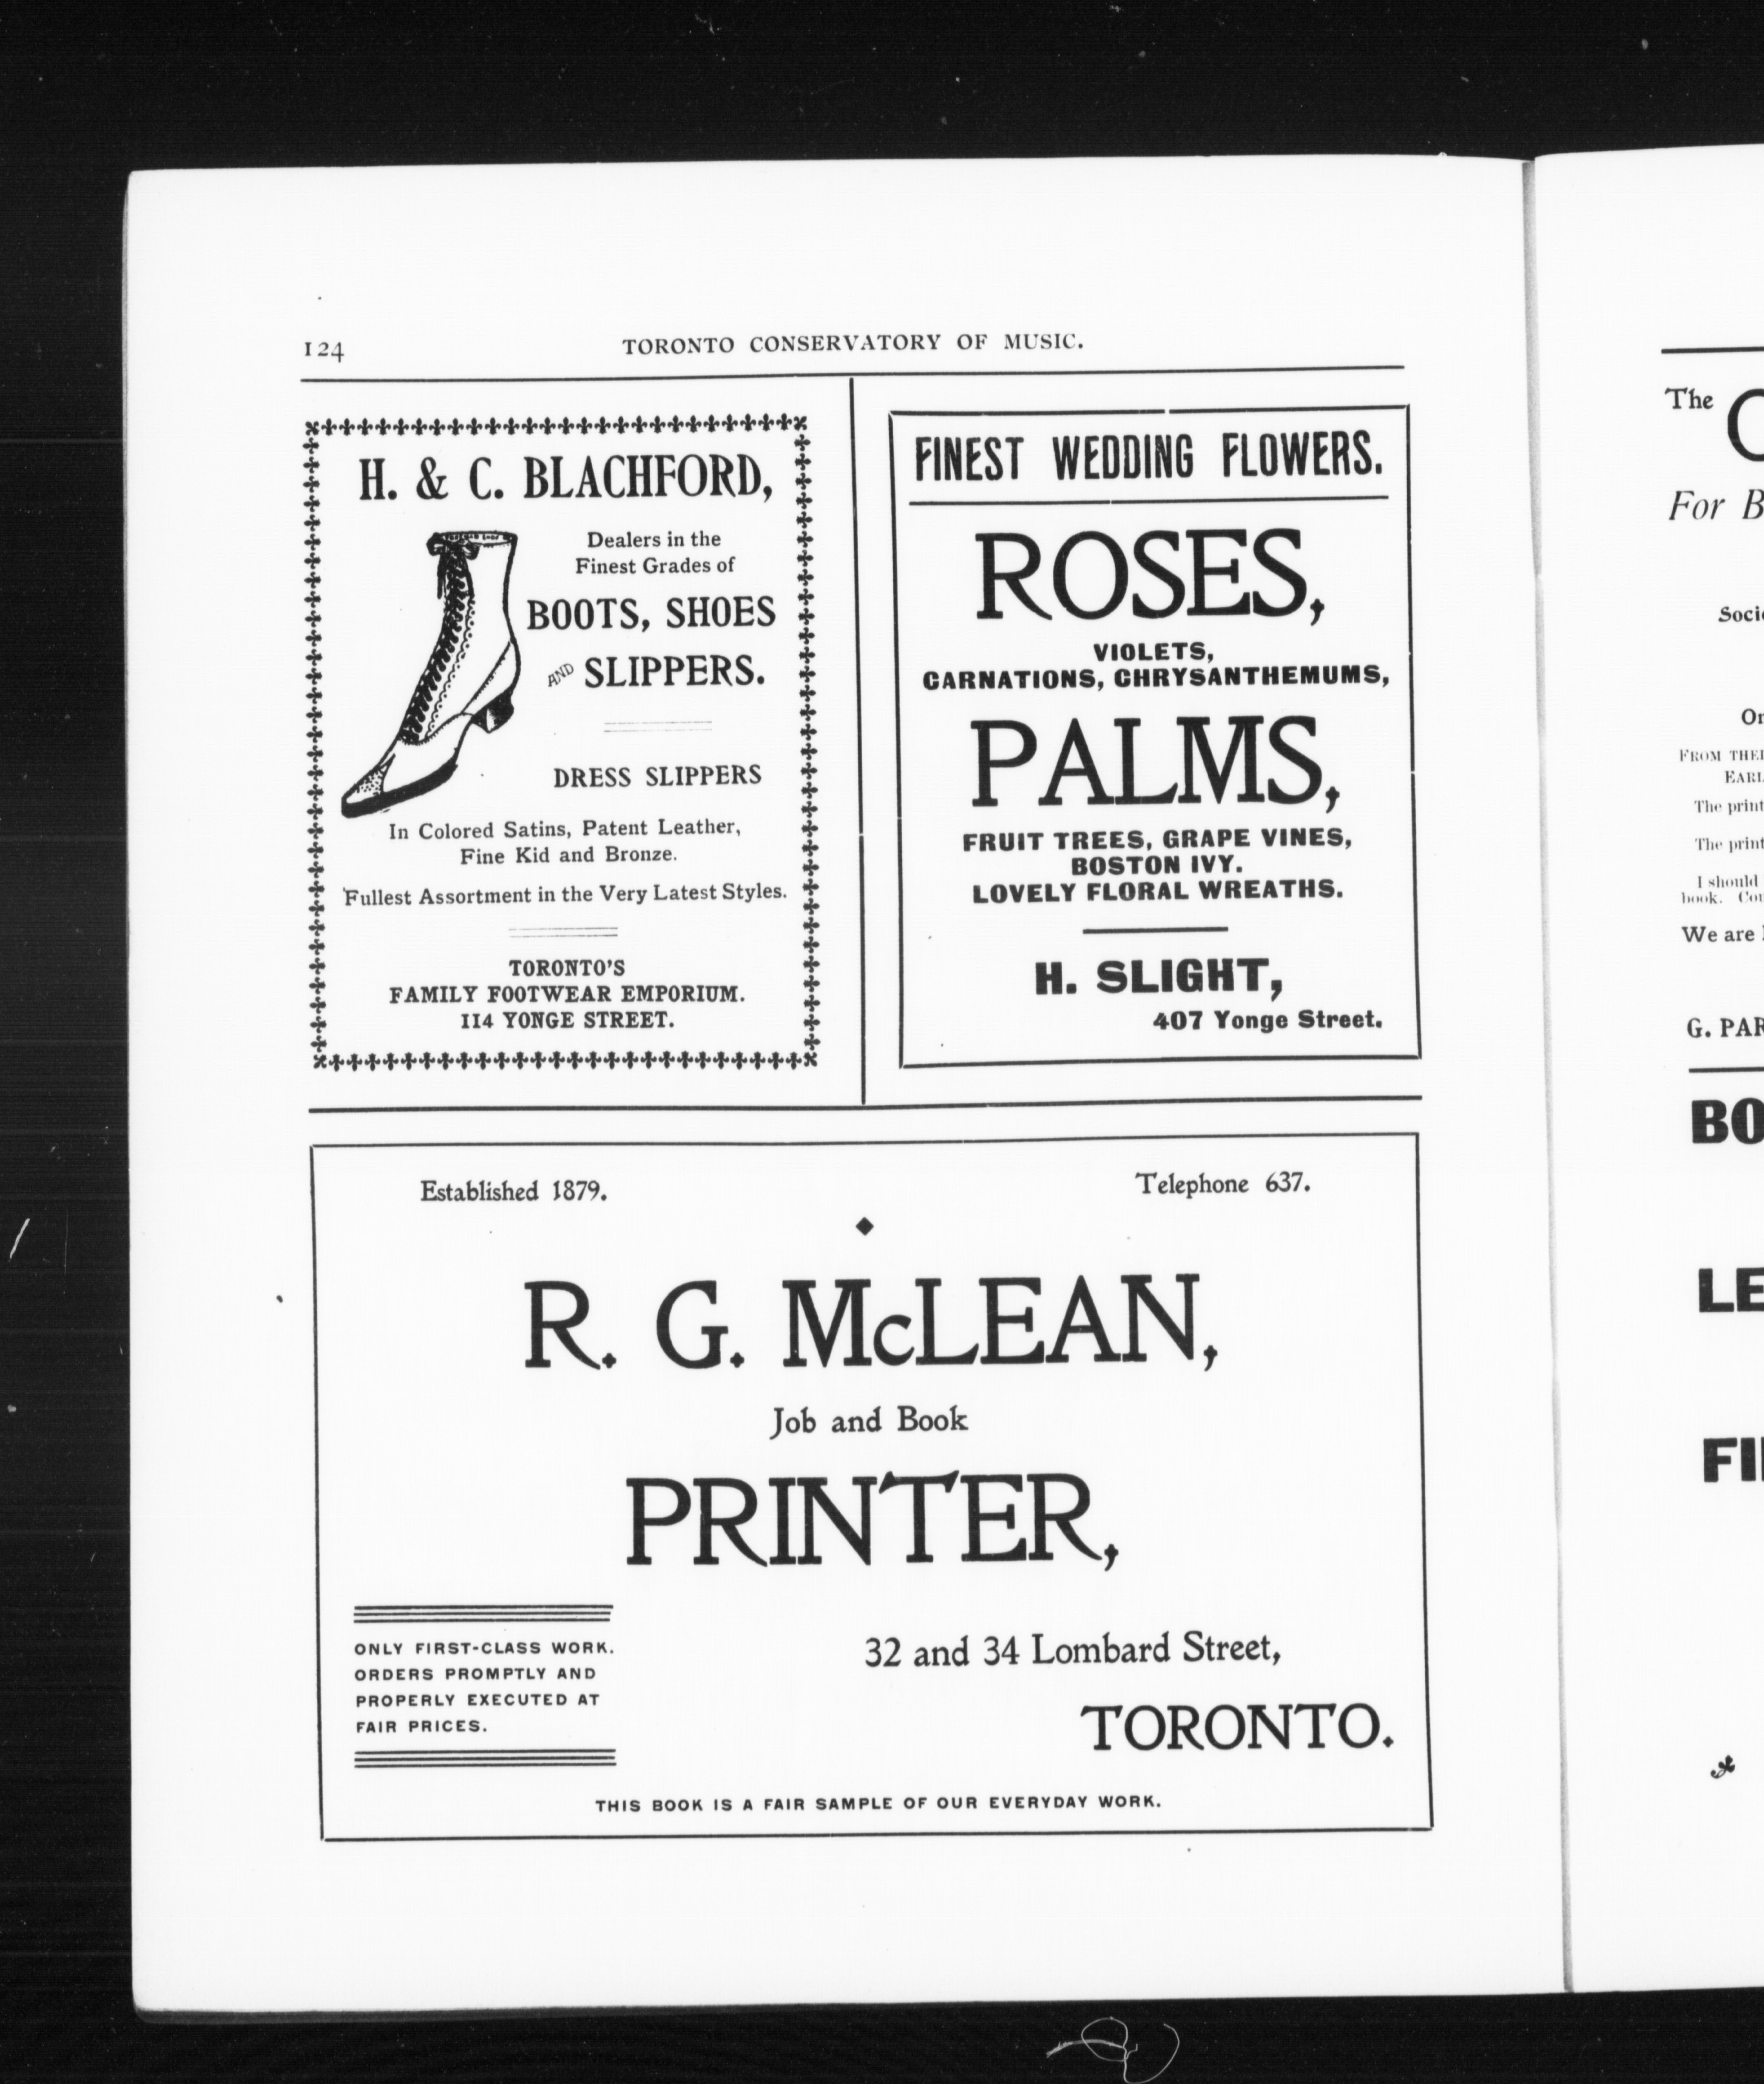 124
TORONTO CONSERVATORY OF MUSIC.
H. & C. BLACHFORD,
Dealers in the
Finest Grades of
BOOTS, SHOES
AND SLIPPERS.
DRESS SLIPPERS
In Colored Satins, Patent Leather,
Fine Kid and Bronze.
Fullest Assortment in the Very Latest Styles.
TORONTO'S
FAMILY FOOTWEAR EMPORIUM.
114 YONGE STREET.
FINEST WEDDING FLOWERS.
ROSES,
VIOLETS,
CARNATIONS, CHRYSANTHEMUMS,
PALMS,
FRUIT TREES, GRAPE VINES,
BOSTON IVY.
LOVELY FLORAL WREATHS.
H. SLIGHT,
407 Yonge Street.
Established 1879.
Telephone 637.
R. G. McLEAN,
Job and Book
PRINTER,
ONLY FIRST-CLASS WORK.
ORDERS PROMPTLY AND
PROPERLY EXECUTED AT
FAIR PRICES.
32 and 34 Lombard Street,
TORONTO.
THIS BOOK IS A FAIR SAMPLE OF OUR EVERYDAY WORK.
The
For
The
The
I should
book.
We are
G.